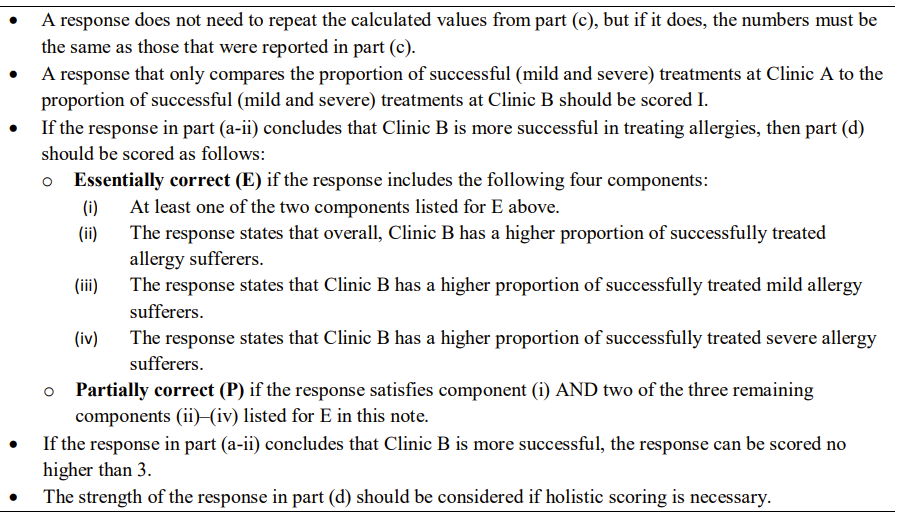 • A response does not need to repeat the calculated values from part (c), but if it does, the numbers must be
the same as those that were reported in part (c).
• A response that only compares the proportion of successful (mild and severe) treatments at Clinic A to the
proportion of successful (mild and severe) treatments at Clinic B should be scored I.
• If the response in part (a-ii) concludes that Clinic B is more successful in treating allergies, then part (d)
should be scored as follows:
o Essentially correct (E) if the response includes the following four components:
(i) At least one of the two components listed for E above.
(ii) The response states that overall, Clinic B has a higher proportion of successfully treated
allergy sufferers.
(iii) The response states that Clinic B has a higher proportion of successfully treated mild allergy
sufferers.
(iv) The response states that Clinic B has a higher proportion of successfully treated severe allergy
sufferers.
o Partially correct (P) if the response satisfies component (i) AND two of the three remaining
components (ii)–(iv) listed for E in this note.
• If the response in part (a-ii) concludes that Clinic B is more successful, the response can be scored no
higher than 3.
• The strength of the response in part (d) should be considered if holistic scoring is necessary.